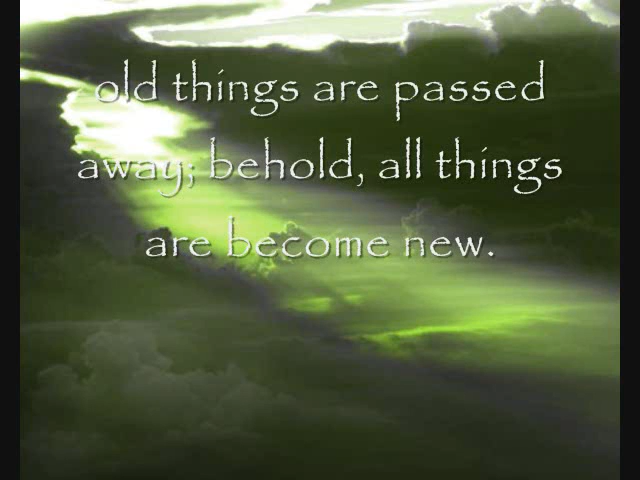 old things are passed
away; behold, all things
are become new.